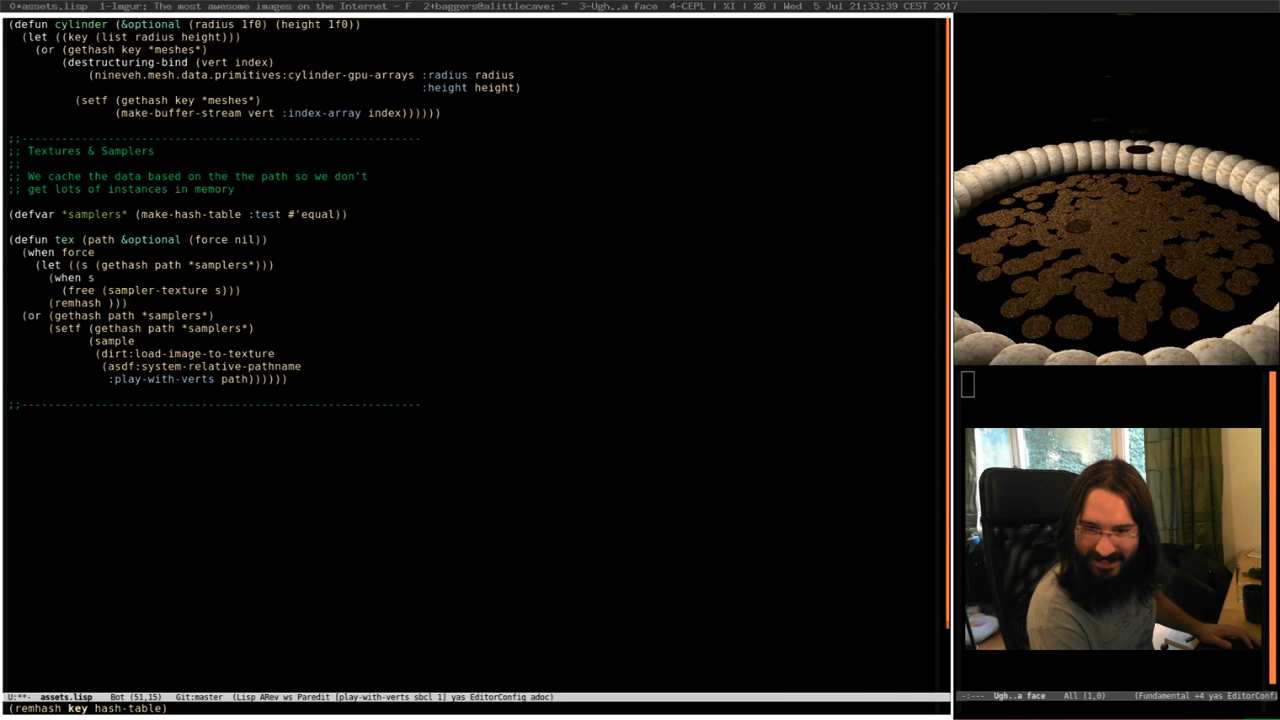 0*assets.lisp 1-Imgur: The most awesome images on the Internet - F 2+baggers@alittlecave: ~ 3-Ugh..a face 4-CEPL | XI | XB | Wed 5 Jul 21:33:39 CEST 2017
(defun cylinder (&optional (radius 1f0) (height 1f0))
(let ((key (list radius height)))
(or (gethash key *meshes*)
(destructuring-bind (vert index)
(nineveh.mesh.data.primitives:cylinder-gpu-arrays :radius radius
:height height)
(setf (gethash key *meshes*)
(make-buffer-stream vert :index-array index))))))
;;------------------------------------------------------------
;; Textures & Samplers
;;
;; We cache the data based on the the path so we don't
;; get lots of instances in memory
(defvar *samplers* (make-hash-table :test #'equal))
(defun tex (path &optional (force nil))
(when force
(let ((s (gethash path *samplers*)))
(when s
(free (sampler-texture s)))
(remhash )))
(or (gethash path *samplers*)
(setf (gethash path *samplers*)
(sample
(dirt:load-image-to-texture
(asdf:system-relative-pathname
:play-with-verts path))))))
;;------------------------------------------------------------
U:**- assets.lisp Bot (51,15) Git:master (Lisp ARev ws Paredit [play-with-verts sbcl 1] yas EditorConfig adoc)
-:--- Ugh..a face All (1,0) (Fundamental +4 yas EditorConfi
(remhash key hash-table)